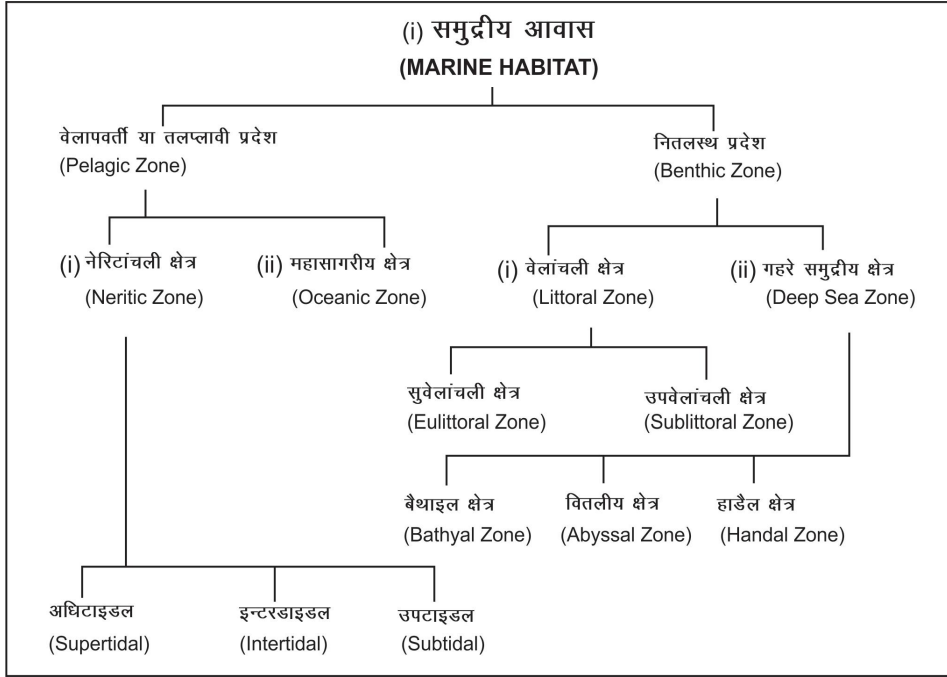 (i) समुद्रीय आवास
(MARINE HABITAT)
वेलापवर्ती या तलप्लावी प्रदेश
(Pelagic Zone)
नितलस्थ प्रदेश
(Benthic Zone)
(i) नेरिटांचली क्षेत्र
(Neritic Zone)
(ii) महासागरीय क्षेत्र
(Oceanic Zone)
(i) वेलांचली क्षेत्र
(Littoral Zone)
(ii) गहरे समुद्रीय क्षेत्र
(Deep Sea Zone)
सुवेलांचली क्षेत्र
(Eulittoral Zone)
उपवेलांचली क्षेत्र
(Sublittoral Zone)
बैथाइल क्षेत्र
(Bathyal Zone)
वितलीय क्षेत्र
(Abyssal Zone)
हाडैल क्षेत्र
(Handal Zone)
अधिटाइडल
(Supertidal)
इन्टरडाइडल
(Intertidal)
उपटाइडल
(Subtidal)